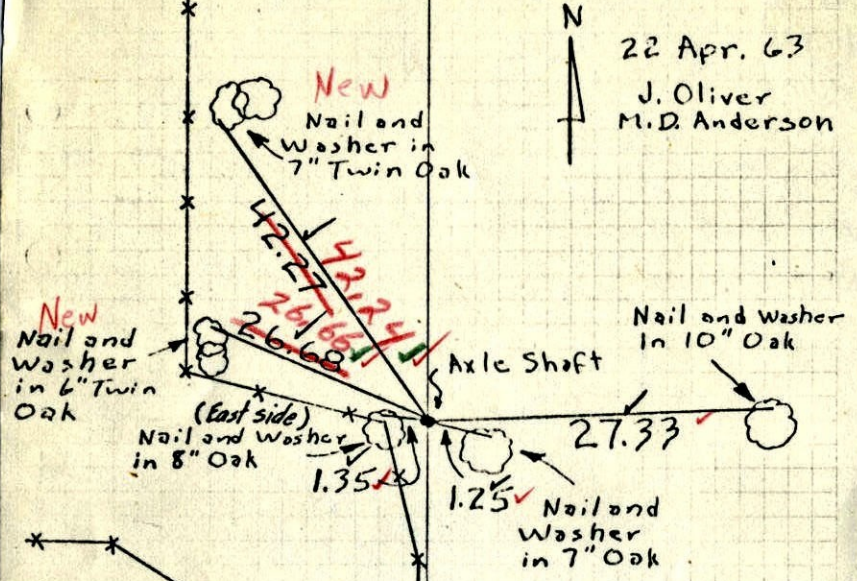 N
22 Apr. 63
J. Oliver
M.D. Anderson
New
Nail and
Washer in
7" Twin Oak
42.27
42.24
26.66
26.68
New
Nail and
Washer
in 6" Twin
Oak
Axle Shaft
Nail and Washer
In 10" Oak
27.33
(East side)
Nail and Washer
in 8" Oak
1.35
1.25
Nail and
Washer
in 7" Oak